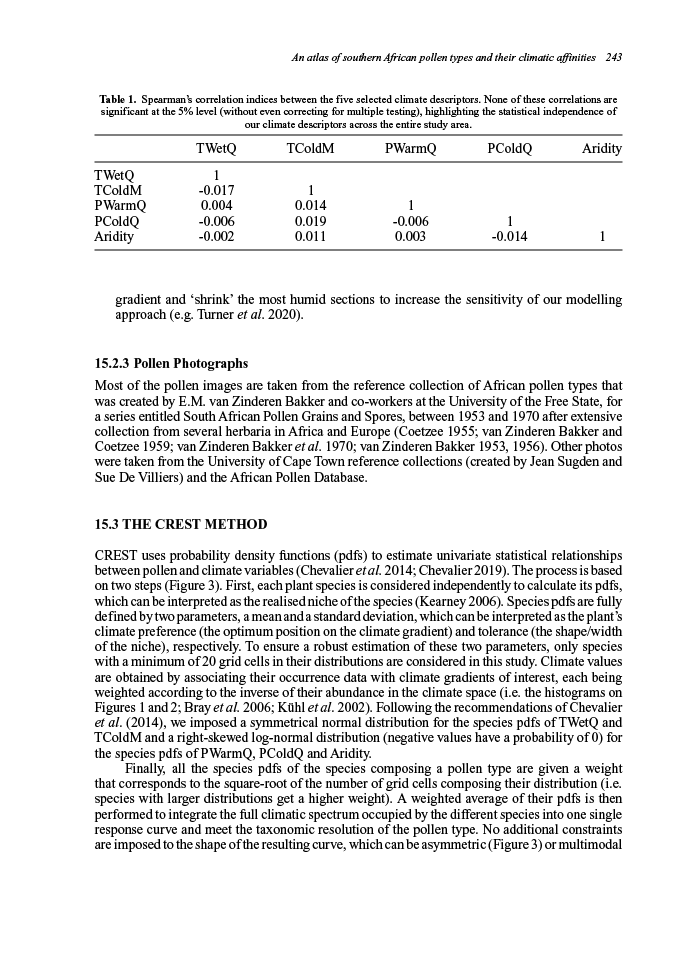 An atlas of southern African pollen types and their climatic affinities 243
Table 1. Spearman's correlation indices between the five selected climate descriptors. None of these correlations are
significant at the 5% level (without even correcting for multiple testing), highlighting the statistical independence of
our climate descriptors across the entire study area.
TWetQ TColdM PWarmQ PColdQ Aridity
TWetQ 1
TColdM -0.017 1
PWarmQ 0.004 0.014 1
PColdQ -0.006 0.019 -0.006 1
Aridity -0.002 0.011 0.003 -0.014 1
gradient and 'shrink' the most humid sections to increase the sensitivity of our modelling
approach (e.g. Turner et al. 2020).
15.2.3 Pollen Photographs
Most of the pollen images are taken from the reference collection of African pollen types that
was created by E.M. van Zinderen Bakker and co-workers at the University of the Free State, for
a series entitled South African Pollen Grains and Spores, between 1953 and 1970 after extensive
collection from several herbaria in Africa and Europe (Coetzee 1955; van Zinderen Bakker and
Coetzee 1959; van Zinderen Bakker et al. 1970; van Zinderen Bakker 1953, 1956). Other photos
were taken from the University of Cape Town reference collections (created by Jean Sugden and
Sue De Villiers) and the African Pollen Database.
15.3 THE CREST METHOD
CREST uses probability density functions (pdfs) to estimate univariate statistical relationships
between pollen and climate variables (Chevalier et al. 2014; Chevalier 2019). The process is based
on two steps (Figure 3). First, each plant species is considered independently to calculate its pdfs,
which can be interpreted as the realised niche of the species (Kearney 2006). Species pdfs are fully
defined by two parameters, a mean and a standard deviation, which can be interpreted as the plant's
climate preference (the optimum position on the climate gradient) and tolerance (the shape/width
of the niche), respectively. To ensure a robust estimation of these two parameters, only species
with a minimum of 20 grid cells in their distributions are considered in this study. Climate values
are obtained by associating their occurrence data with climate gradients of interest, each being
weighted according to the inverse of their abundance in the climate space (i.e. the histograms on
Figures 1 and 2; Bray et al. 2006; Kühl et al. 2002). Following the recommendations of Chevalier
et al. (2014), we imposed a symmetrical normal distribution for the species pdfs of TWetQ and
TColdM and a right-skewed log-normal distribution (negative values have a probability of 0) for
the species pdfs of PWarmQ, PColdQ and Aridity.
Finally, all the species pdfs of the species composing a pollen type are given a weight
that corresponds to the square-root of the number of grid cells composing their distribution (i.e.
species with larger distributions get a higher weight). A weighted average of their pdfs is then
performed to integrate the full climatic spectrum occupied by the different species into one single
response curve and meet the taxonomic resolution of the pollen type. No additional constraints
are imposed to the shape of the resulting curve, which can be asymmetric (Figure 3) or multimodal